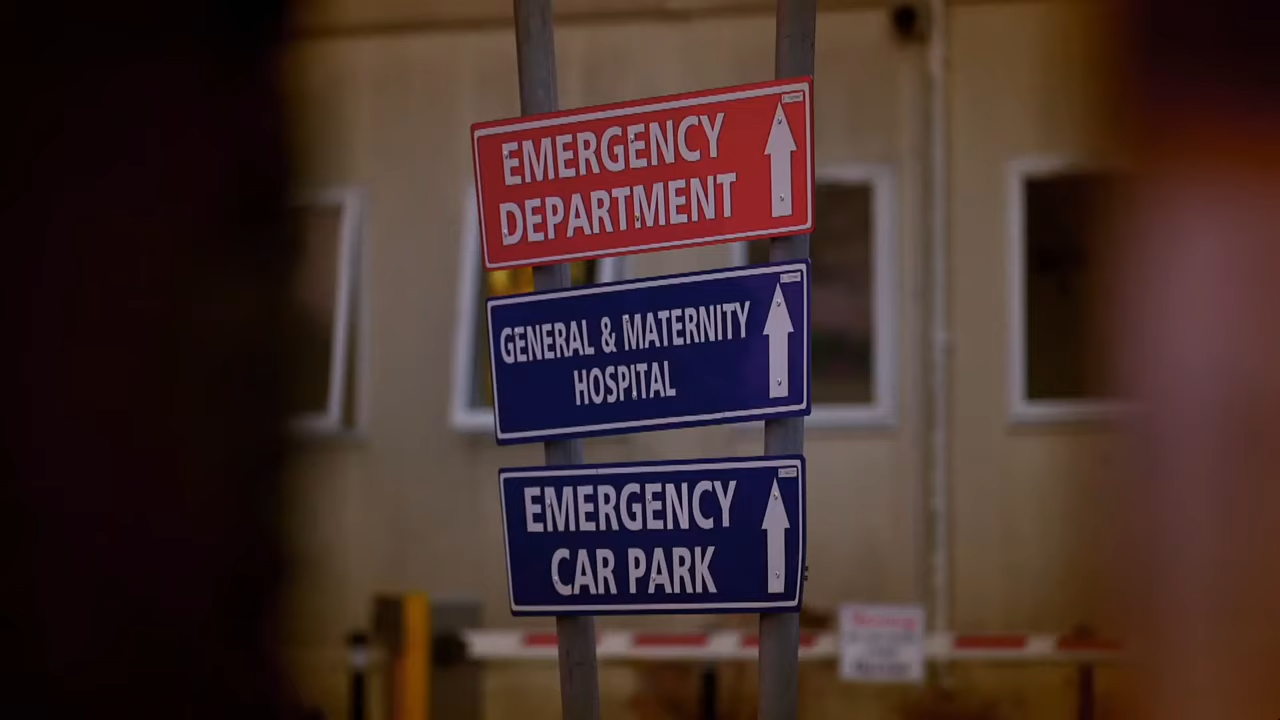 EMERGENCY
DEPARTMENT
GENERAL & MATERNITY
HOSPITAL
EMERGENCY
CAR PARK